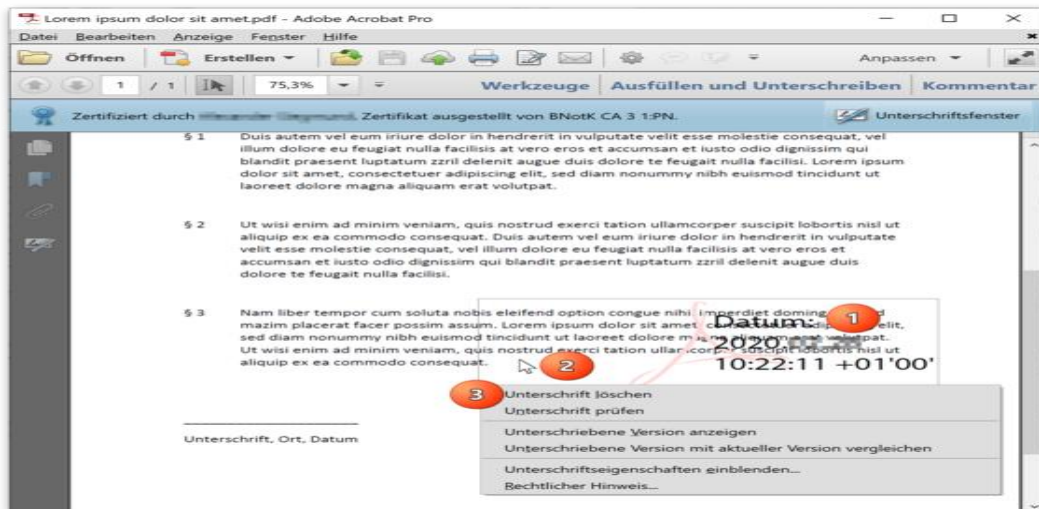 Lorem ipsum dolor sit amet.pdf - Adobe Acrobat Pro
Datei Bearbeiten Anzeige Fenster Hilfe
Öffnen Erstellen Anpassen
1 / 1 75,3% Werkzeuge Ausfüllen und Unterschreiben Kommentar
Zertifiziert durch Zertifikat ausgestellt von BNotK CA 3 1:PN. Unterschriftsfenster
§ 1 Duis autem vel eum iriure dolor in hendrerit in vulputate velit esse molestie consequat, vel
illum dolore eu feugiat nulla facilisis at vero eros et accumsan et iusto odio dignissim qui
blandit praesent luptatum zzril delenit augue duis dolore te feugait nulla facilisi. Lorem ipsum
dolor sit amet, consectetuer adipiscing elit, sed diam nonummy nibh euismod tincidunt ut
laoreet dolore magna aliquam erat volutpat.
§ 2 Ut wisi enim ad minim veniam, quis nostrud exerci tation ullamcorper suscipit lobortis nisl ut
aliquip ex ea commodo consequat. Duis autem vel eum iriure dolor in hendrerit in vulputate
velit esse molestie consequat, vel illum dolore eu feugiat nulla facilisis at vero eros et
accumsan et iusto odio dignissim qui blandit praesent luptatum zzril delenit augue duis
dolore te feugait nulla facilisi.
§ 3 Nam liber tempor cum soluta nobis eleifend option congue nihil imperdiet doming
mazim placerat facer possim assum. Lorem ipsum dolor sit amet, elit,
sed diam nonummy nibh euismod tincidunt ut laoreet dolore
Ut wisi enim ad minim veniam, quis nostrud exerci tation ullamcorper suscipit lobortis nisl ut
aliquip ex ea commodo consequat.
Datum: 1
2020
10:22:11 +01'00'
2
3 Unterschrift löschen
Unterschrift prüfen
Unterschriebene Version anzeigen
Unterschriebene Version mit aktueller Version vergleichen
Unterschriftseigenschaften einblenden...
Rechtlicher Hinweis...
Unterschrift, Ort, Datum